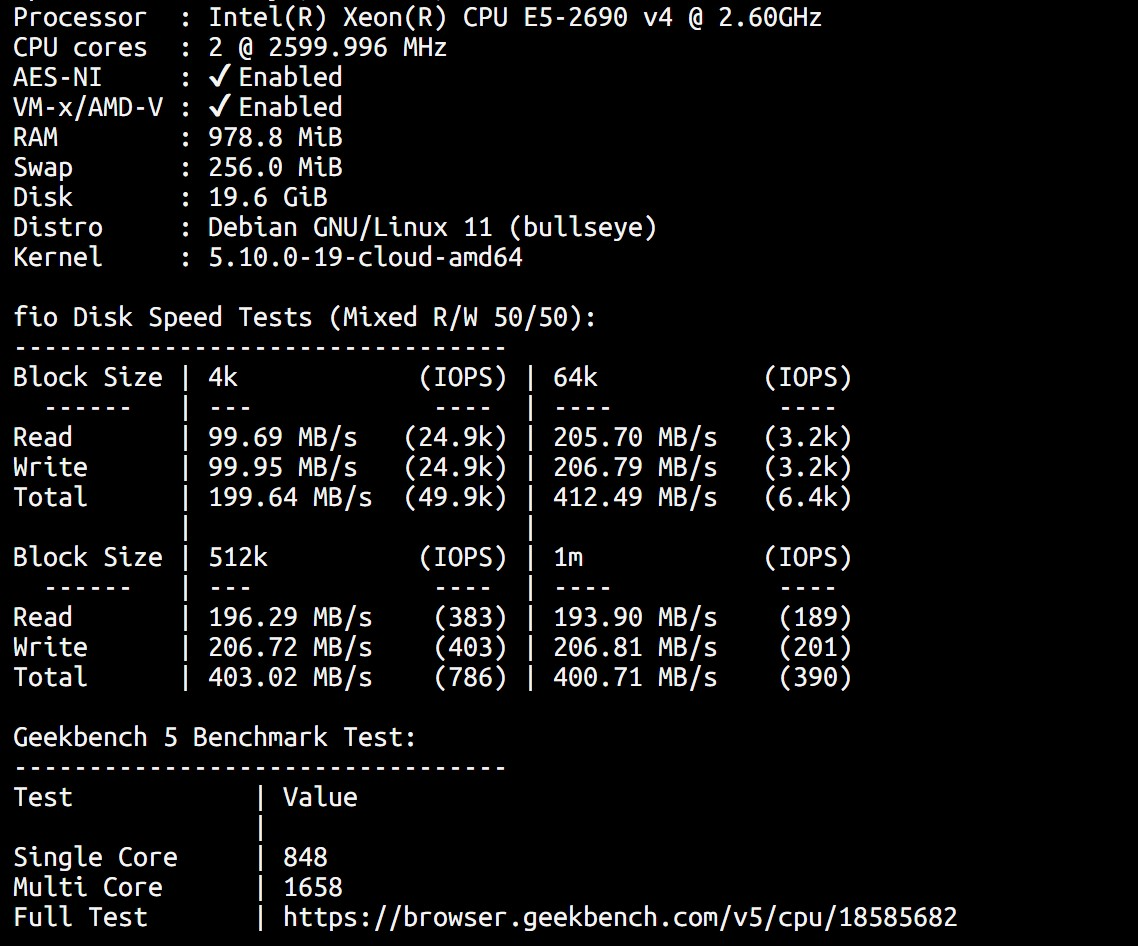 Processor  : Intel(R) Xeon(R) CPU E5-2690 v4 @ 2.60GHz
CPU cores  : 2 @ 2599.996 MHz
AES-NI     : ✔ Enabled
VM-x/AMD-V : ✔ Enabled
RAM        : 978.8 MiB
Swap       : 256.0 MiB
Disk       : 19.6 GiB
Distro     : Debian GNU/Linux 11 (bullseye)
Kernel     : 5.10.0-19-cloud-amd64

fio Disk Speed Tests (Mixed R/W 50/50):
---------------------------------
Block Size | 4k            (IOPS) | 64k           (IOPS)
  ------   | ---            ----  | ----           ----
Read       | 99.69 MB/s   (24.9k) | 205.70 MB/s   (3.2k)
Write      | 99.95 MB/s   (24.9k) | 206.79 MB/s   (3.2k)
Total      | 199.64 MB/s  (49.9k) | 412.49 MB/s   (6.4k)
           |                      |
Block Size | 512k          (IOPS) | 1m            (IOPS)
  ------   | ---            ----  | ----           ----
Read       | 196.29 MB/s    (383) | 193.90 MB/s    (189)
Write      | 206.72 MB/s    (403) | 206.81 MB/s    (201)
Total      | 403.02 MB/s    (786) | 400.71 MB/s    (390)

Geekbench 5 Benchmark Test:
---------------------------------
Test            | Value
                |
Single Core     | 848
Multi Core      | 1658
Full Test       | https://browser.geekbench.com/v5/cpu/18585682